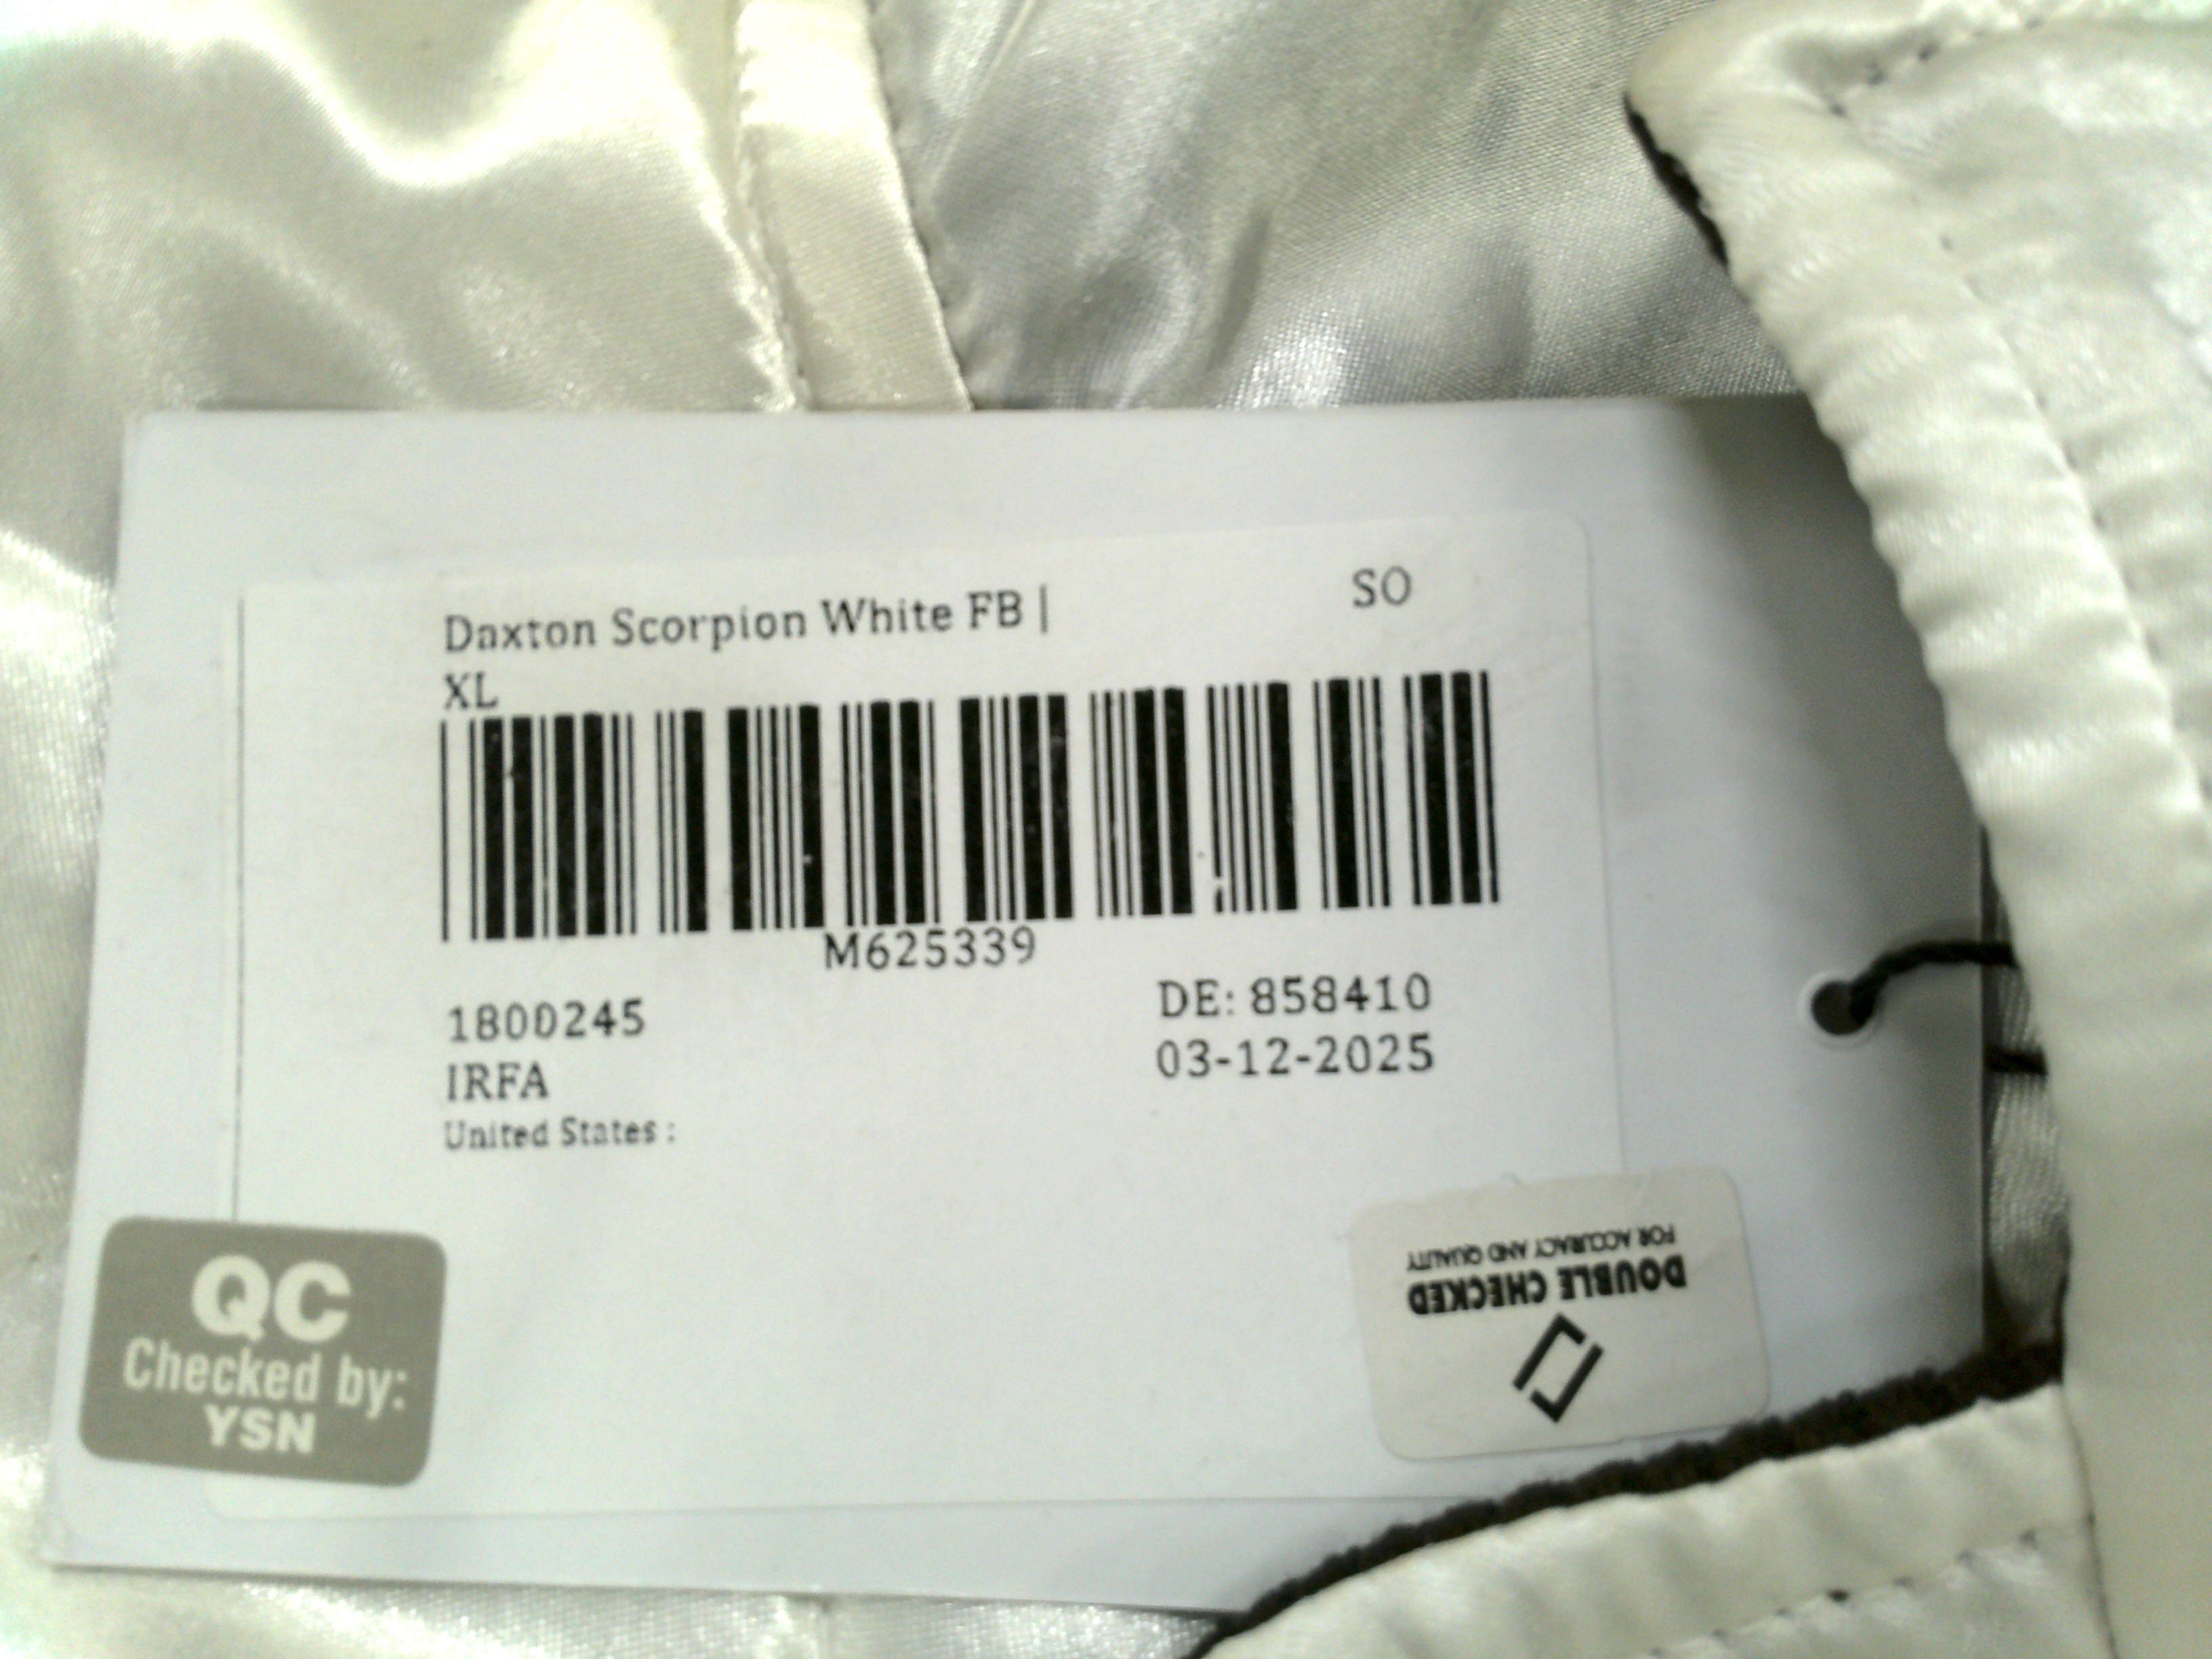 Daxton Scorpion White FB |
SO
XL
M625339
1800245
DE: 858410
IRFA
03-12-2025
United States :
QC
Checked by:
YSN
DOUBLE CHECKED
FOR ACCURACY AND QUALITY